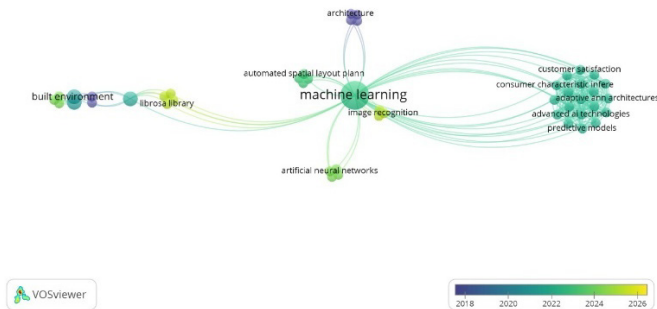 architecture
automated spatial layout plann
customer satisfaction
consumer characteristic infere
machine learning
built environment
librosa library
adaptive ann architectures
image recognition
advanced ai technologies
predictive models
artificial neural networks
VOSviewer
2018 2020 2022 2024 2026